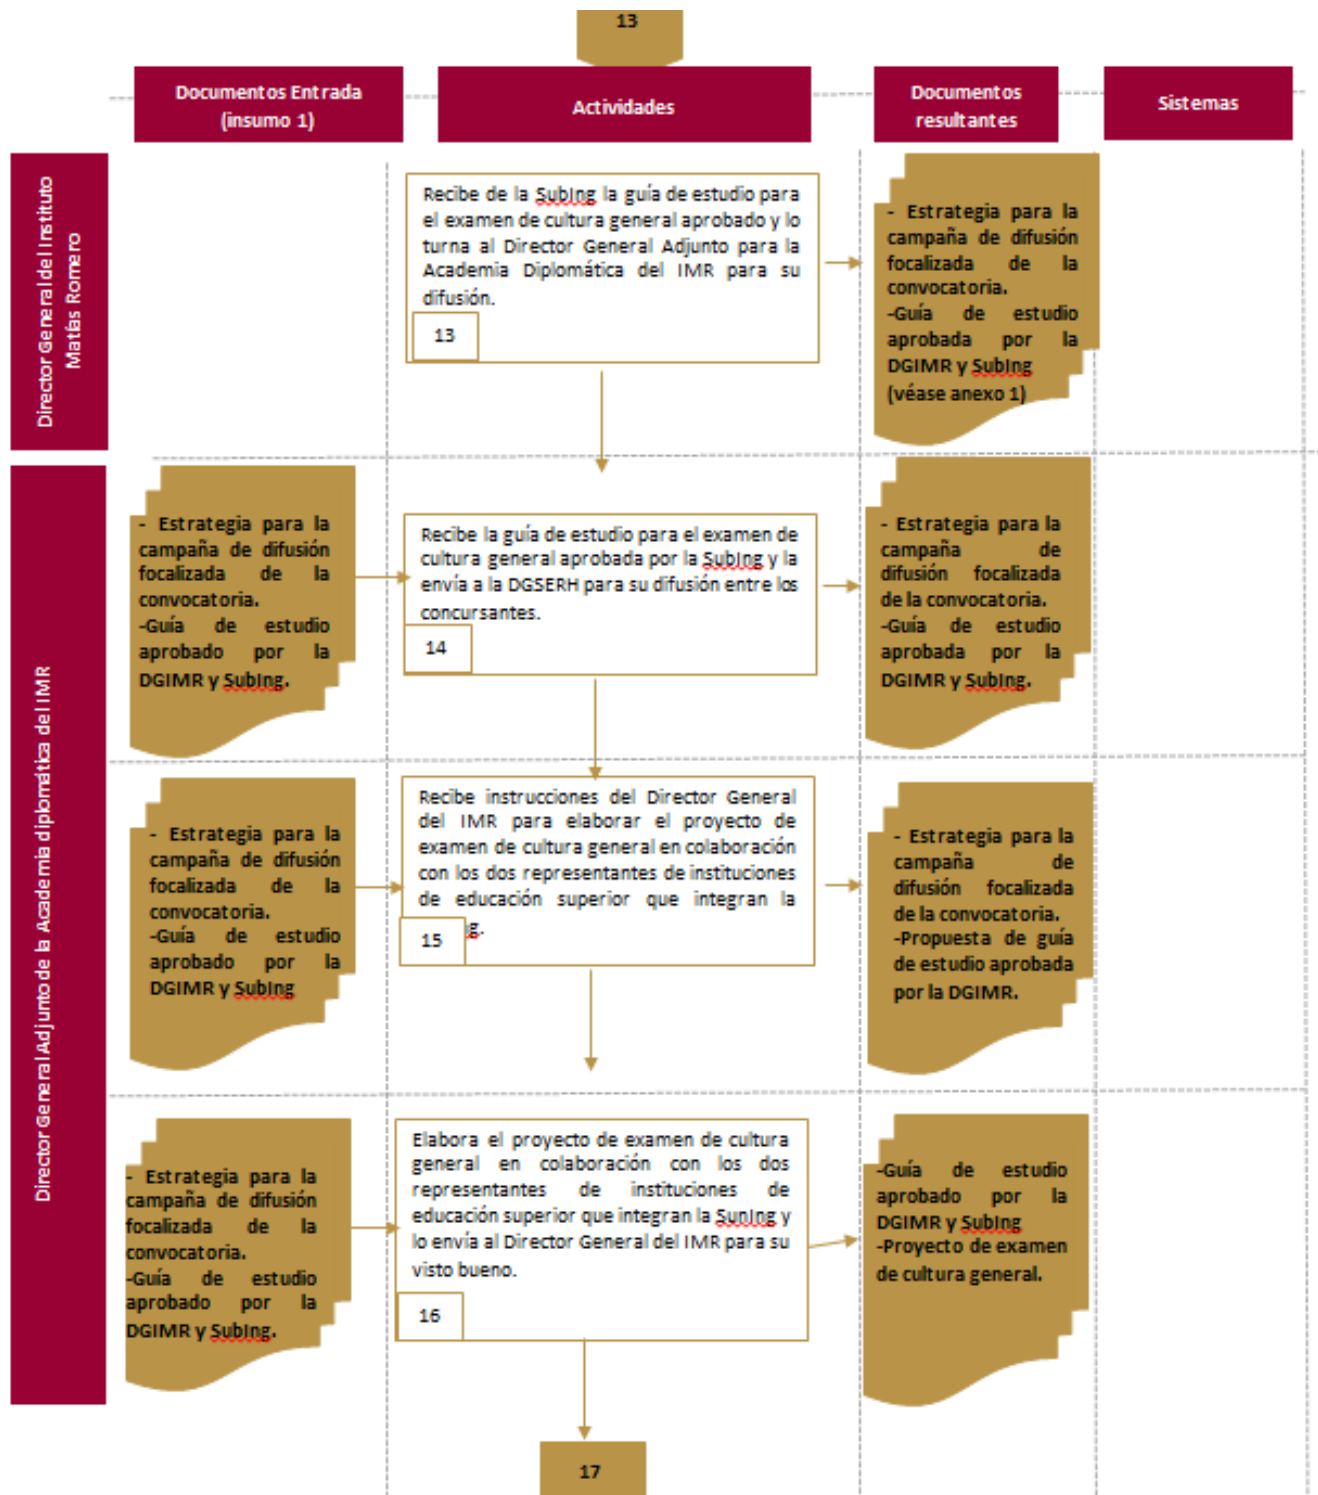 13
Documentos Entrada
(insumo 1)
Actividades
Documentos
resultantes
Sistemas
Director General del Instituto
Matías Romero
Recibe de la SubIng la guía de estudio para
el examen de cultura general aprobado y lo
turna al Director General Adjunto para la
Academia Diplomática del IMR para su
difusión.
13
- Estrategia para la
campaña de difusión
focalizada de la
convocatoria.
-Guía de estudio
aprobada por la
DGIMR y SubIng
(véase anexo 1)
Director General Adjunto de la Academia diplomática del IMR
- Estrategia para la
campaña de difusión
focalizada de la
convocatoria.
-Guía de estudio
aprobado por la
DGIMR y SubIng.
Recibe la guía de estudio para el examen de
cultura general aprobada por la SubIng y la
envía a la DGSERH para su difusión entre los
concursantes.
14
- Estrategia para la
campaña de
difusión focalizada
de la convocatoria.
-Guía de estudio
aprobada por la
DGIMR y SubIng.
- Estrategia para la
campaña de difusión
focalizada de la
convocatoria.
-Guía de estudio
aprobado por la
DGIMR y SubIng
Recibe instrucciones del Director General
del IMR para elaborar el proyecto de
examen de cultura general en colaboración
con los dos representantes de instituciones
de educación superior que integran la
g.
15
- Estrategia para la
campaña de
difusión focalizada
de la convocatoria.
-Propuesta de guía
de estudio aprobada
por la DGIMR.
- Estrategia para la
campaña de difusión
focalizada de la
convocatoria.
-Guía de estudio
aprobado por la
DGIMR y SubIng.
Elabora el proyecto de examen de cultura
general en colaboración con los dos
representantes de instituciones de
educación superior que integran la SunIng y
lo envía al Director General del IMR para su
visto bueno.
16
-Guía de estudio
aprobado por la
DGIMR y SubIng
-Proyecto de examen
de cultura general.
17